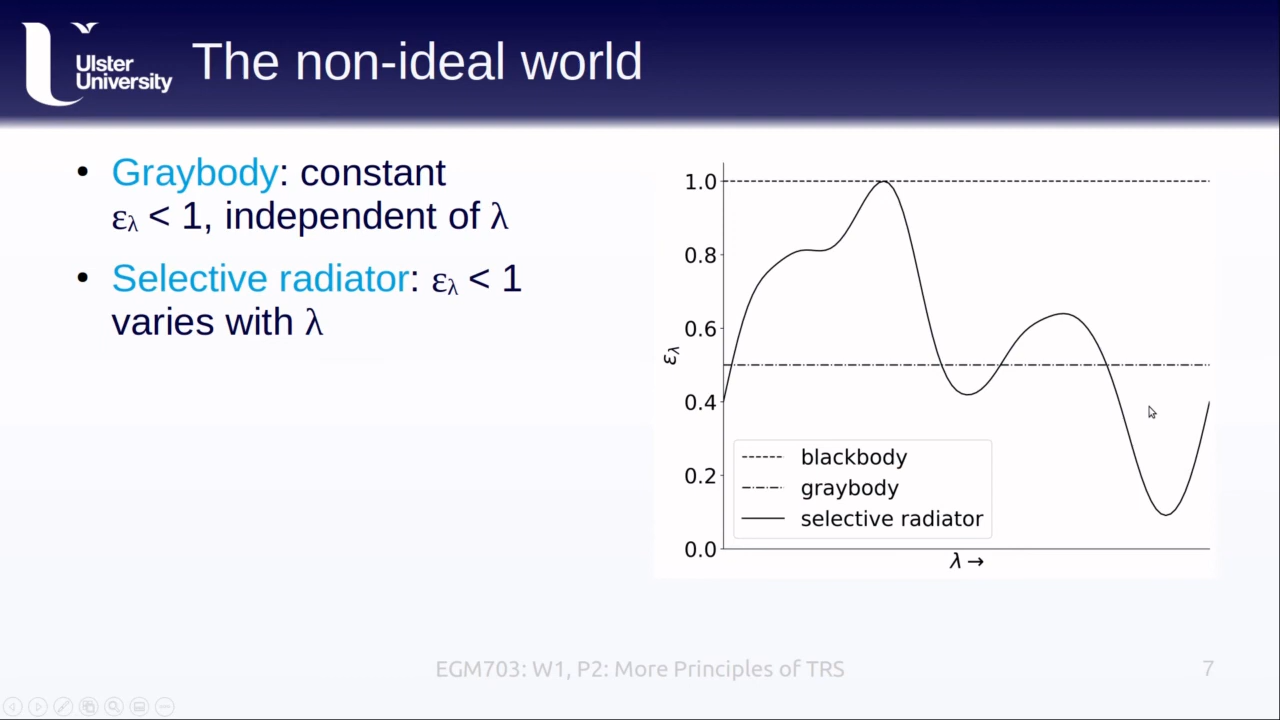 Ulster
University
The non-ideal world
• Graybody: constant
ελ < 1, independent of λ
• Selective radiator: ελ < 1
varies with λ
1.0
0.8
0.6
0.4
0.2
0.0
ελ
blackbody
graybody
selective radiator
λ →
EGM703: W1, P2: More Principles of TRS
7